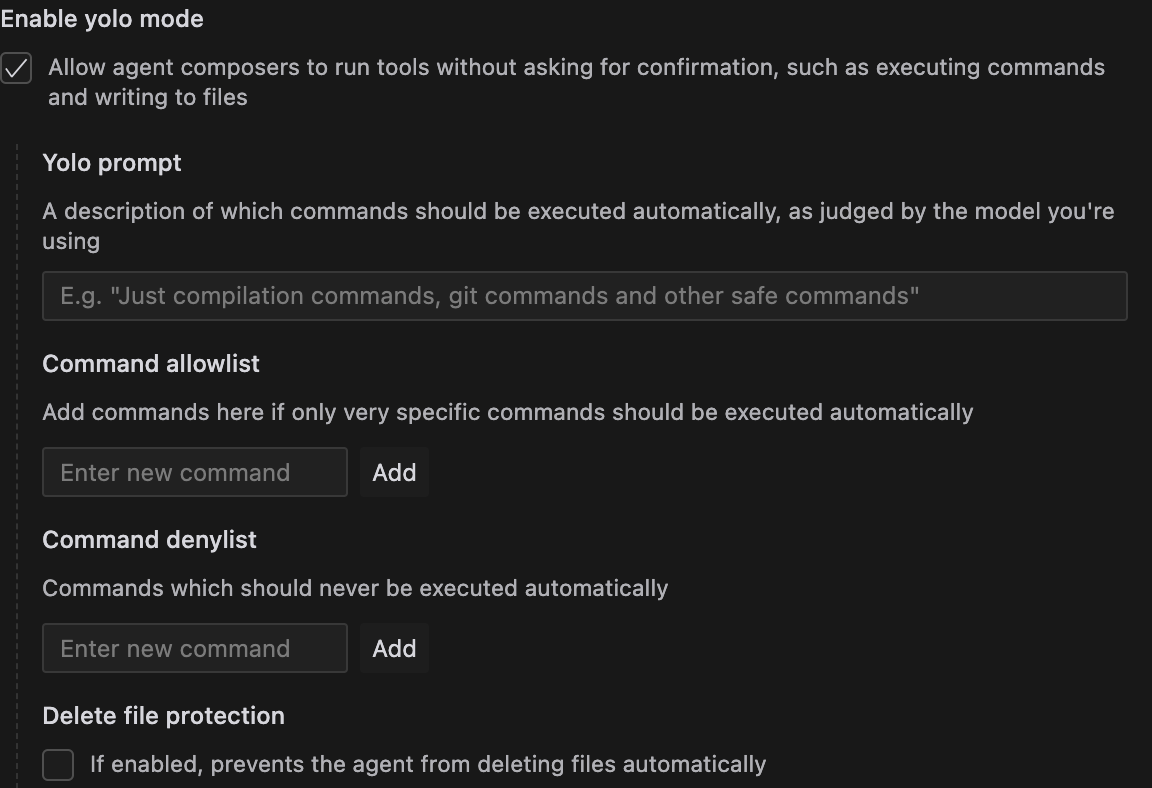 Enable yolo mode
Allow agent composers to run tools without asking for confirmation, such as executing commands
and writing to files
Yolo prompt
A description of which commands should be executed automatically, as judged by the model you're
using
E.g. "Just compilation commands, git commands and other safe commands"
Command allowlist
Add commands here if only very specific commands should be executed automatically
Enter new command Add
Command denylist
Commands which should never be executed automatically
Enter new command Add
Delete file protection
If enabled, prevents the agent from deleting files automatically